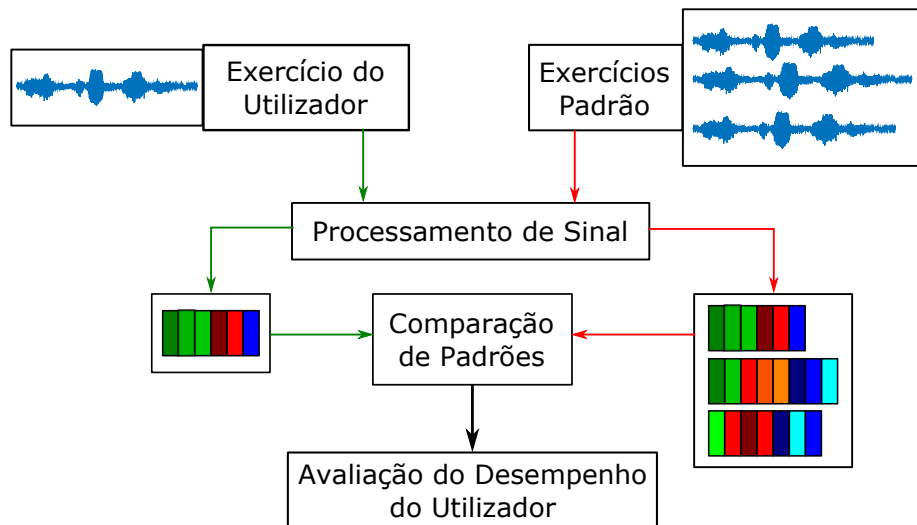 Exercício do
Utilizador
Exercícios
Padrão
Processamento de Sinal
Comparação
de Padrões
Avaliação do Desempenho
do Utilizador